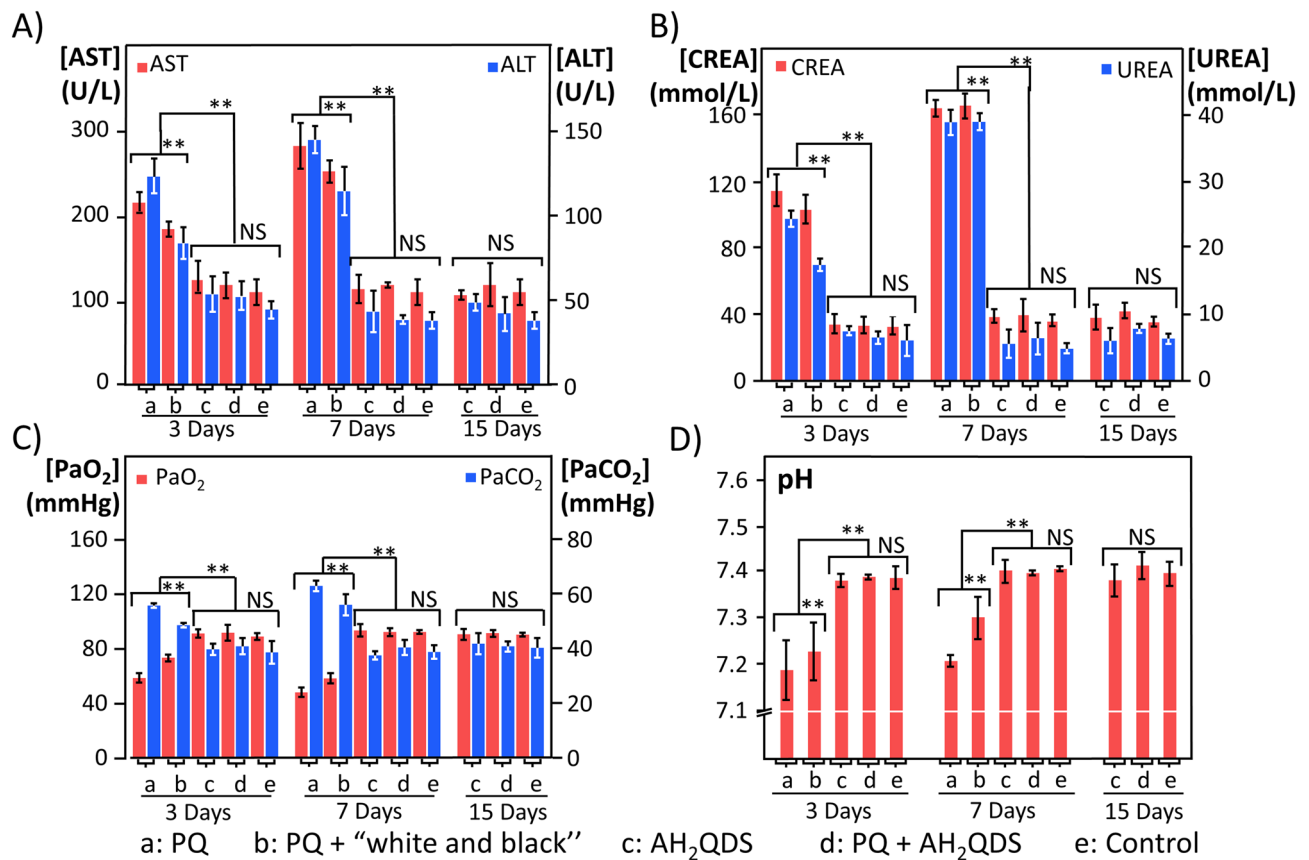 A)
[AST]
(U/L)
AST
ALT
[ALT]
(U/L)
300
200
100
0
150
100
50
0
**
**
NS
**
**
NS
NS
a b c d e a b c d e c d e
3 Days 7 Days 15 Days
B)
[CREA]
(mmol/L)
CREA
UREA
[UREA]
(mmol/L)
160
120
80
40
0
40
30
20
10
0
**
**
NS
**
**
NS
NS
a b c d e a b c d e c d e
3 Days 7 Days 15 Days
C)
[PaO₂]
(mmHg)
PaO₂
PaCO₂
[PaCO₂]
(mmHg)
160
120
80
40
0
80
60
40
20
0
**
**
NS
**
**
NS
NS
a b c d e a b c d e c d e
3 Days 7 Days 15 Days
D)
pH
7.6
7.5
7.4
7.3
7.2
7.1
**
**
NS
**
**
NS
NS
a b c d e a b c d e c d e
3 Days 7 Days 15 Days
a: PQ b: PQ + “white and black’’ c: AH₂QDS d: PQ + AH₂QDS e: Control